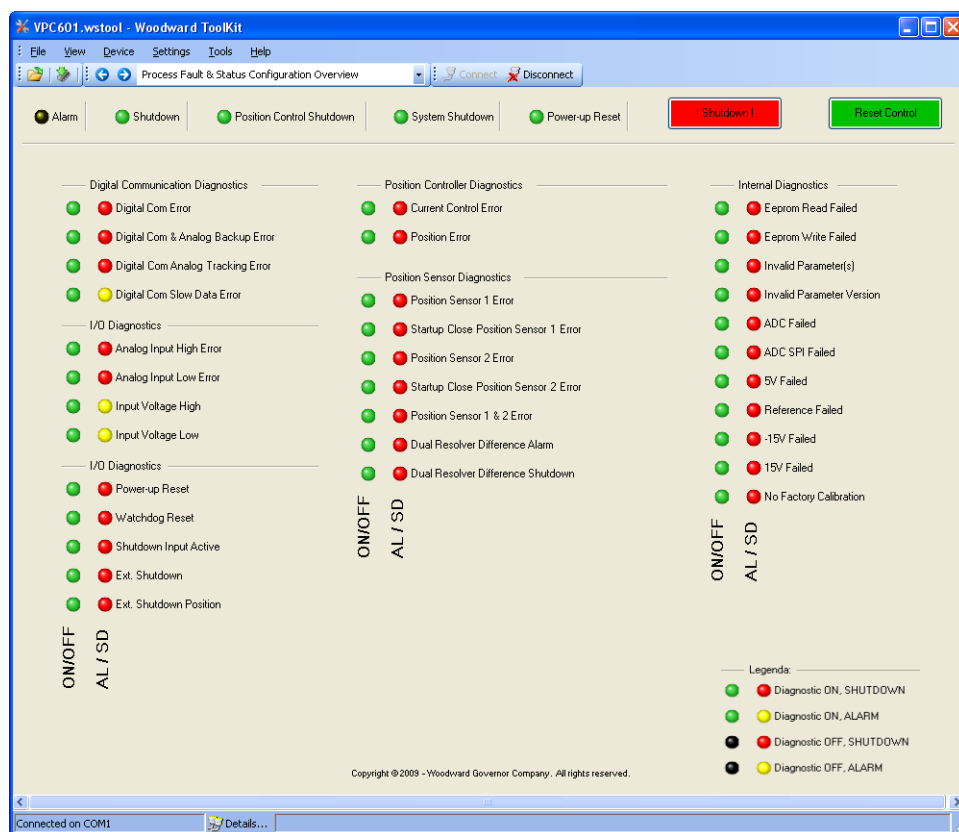 VPC601.wstool - Woodward ToolKit
File View Device Settings Tools Help
Process Fault & Status Configuration Overview Connect Disconnect
Alarm Shutdown Position Control Shutdown System Shutdown Power-up Reset ! Shutdown ! Reset Control
Digital Communication Diagnostics
Digital Com Error
Digital Com & Analog Backup Error
Digital Com Analog Tracking Error
Digital Com Slow Data Error
I/O Diagnostics
Analog Input High Error
Analog Input Low Error
Input Voltage High
Input Voltage Low
I/O Diagnostics
Power-up Reset
Watchdog Reset
Shutdown Input Active
Ext. Shutdown
Ext. Shutdown Position
ON/OFF
AL / SD
Position Controller Diagnostics
Current Control Error
Position Error
Position Sensor Diagnostics
Position Sensor 1 Error
Startup Close Position Sensor 1 Error
Position Sensor 2 Error
Startup Close Position Sensor 2 Error
Position Sensor 1 & 2 Error
Dual Resolver Difference Alarm
Dual Resolver Difference Shutdown
ON/OFF
AL / SD
Internal Diagnostics
Eeprom Read Failed
Eeprom Write Failed
Invalid Parameter(s)
Invalid Parameter Version
ADC Failed
ADC SPI Failed
5V Failed
Reference Failed
-15V Failed
15V Failed
No Factory Calibration
ON/OFF
AL / SD
Legenda:
Diagnostic ON, SHUTDOWN
Diagnostic ON, ALARM
Diagnostic OFF, SHUTDOWN
Diagnostic OFF, ALARM
Copyright © 2009 - Woodward Governor Company. All rights reserved.
Connected on COM1 Details...